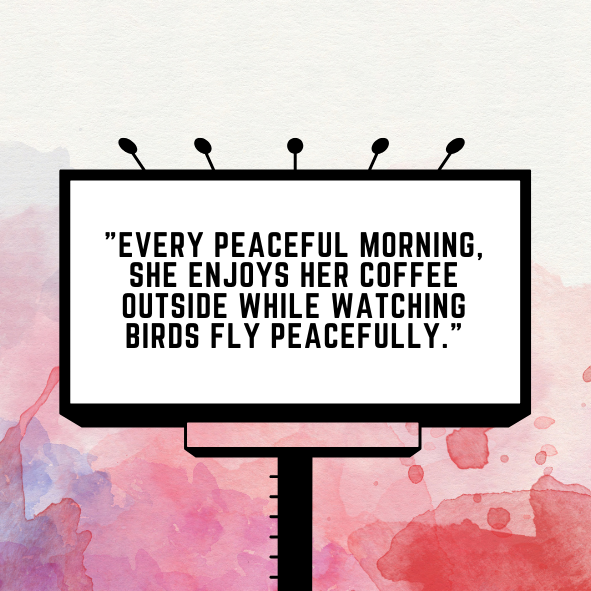 ”EVERY PEACEFUL MORNING,
SHE ENJOYS HER COFFEE
OUTSIDE WHILE WATCHING
BIRDS FLY PEACEFULLY.”